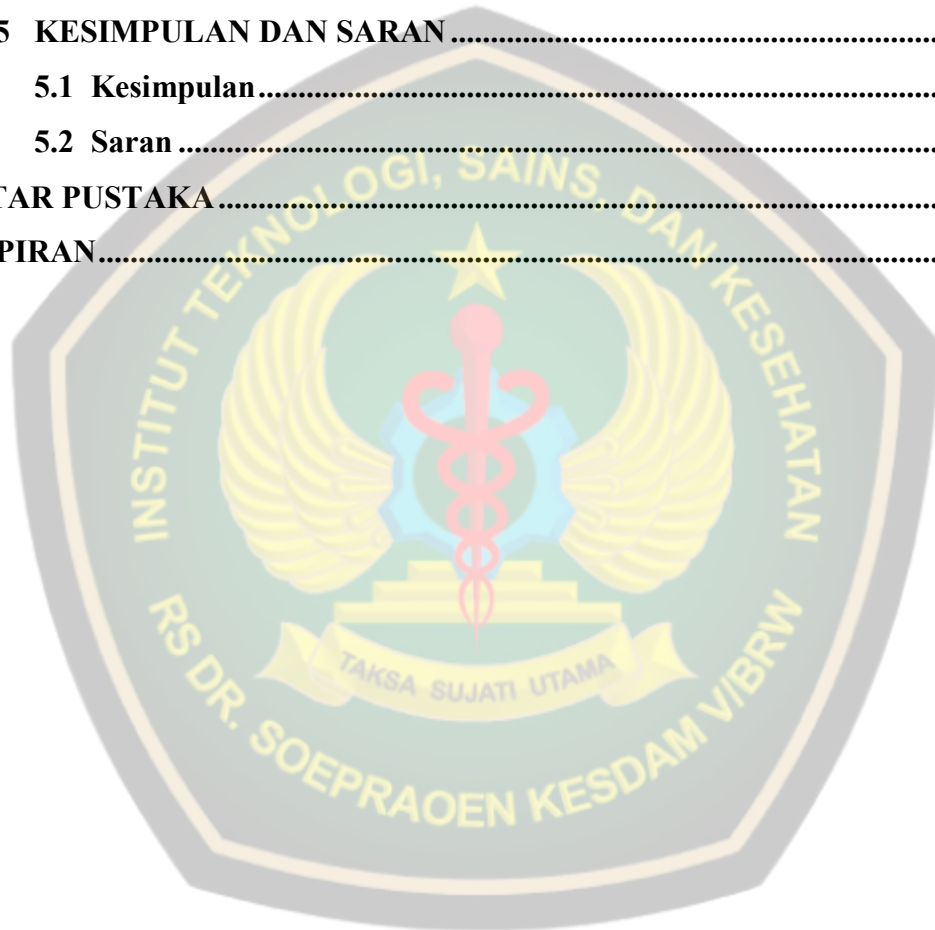 5 KESIMPULAN DAN SARAN
5.1 Kesimpulan
5.2 Saran
TAR PUSTAKA
PIRAN
INSTITUT TEKNOLOGI, SAINS, DAN KESEHATAN
TAKSA SUJATI UTAMA
RS DR. SOEPRAOEN KESDAM V/BRW